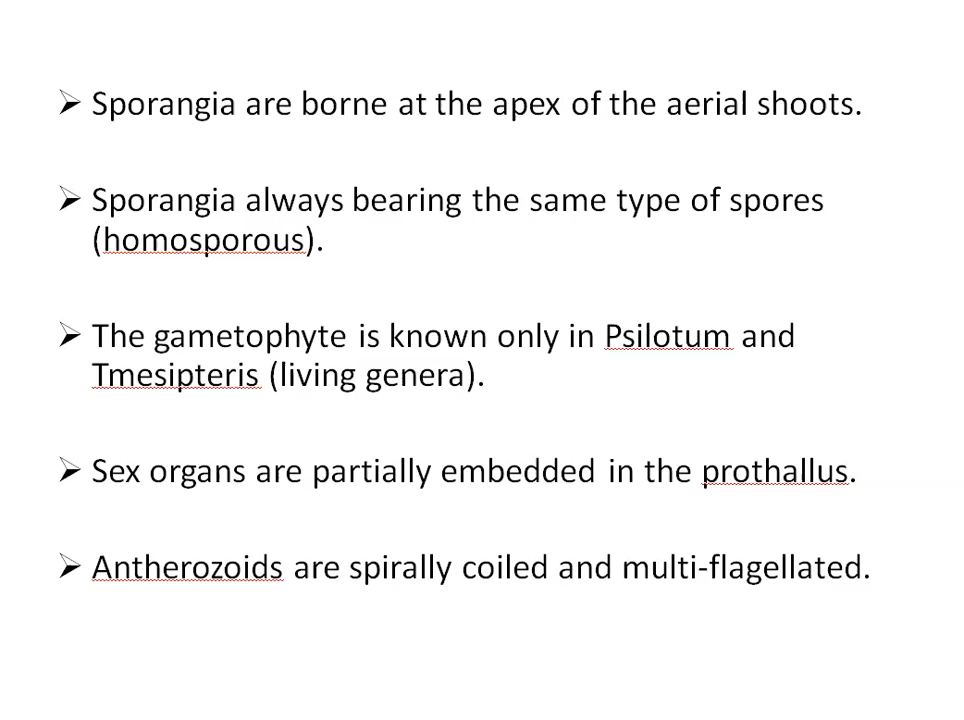 ➢ Sporangia are borne at the apex of the aerial shoots.
➢ Sporangia always bearing the same type of spores
(homosporous).
➢ The gametophyte is known only in Psilotum and
Tmesipteris (living genera).
➢ Sex organs are partially embedded in the prothallus.
➢ Antherozoids are spirally coiled and multi-flagellated.